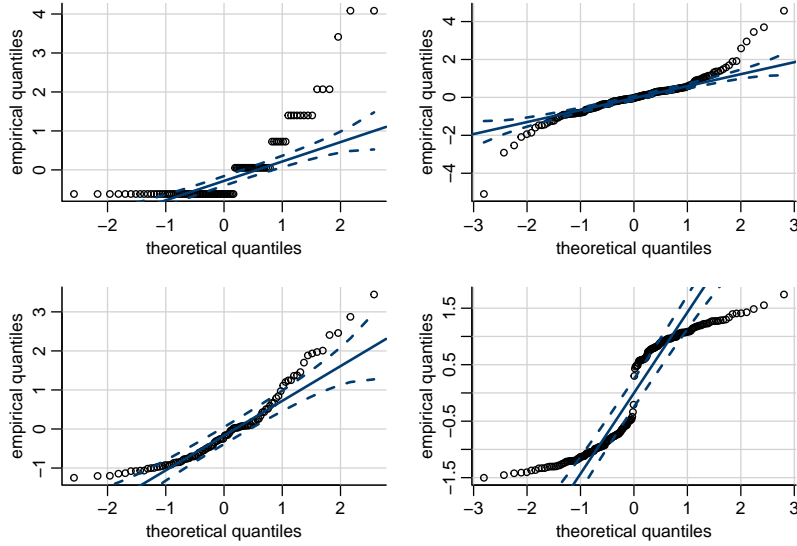 empirical quantiles
4
3
2
1
0
−2 −1 0 1 2
theoretical quantiles
empirical quantiles
4
2
0
−2
−4
−3 −2 −1 0 1 2 3
theoretical quantiles
empirical quantiles
3
2
1
0
−1
−2 −1 0 1 2
theoretical quantiles
empirical quantiles
1.5
0.5
−0.5
−1.5
−3 −2 −1 0 1 2 3
theoretical quantiles